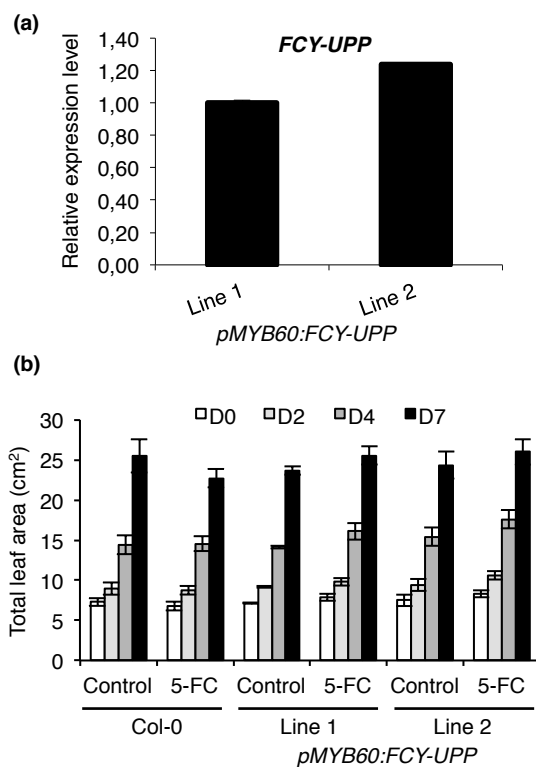 (a)
FCY-UPP
Relative expression level
1,40
1,20
1,00
0,80
0,60
0,40
0,20
0,00
Line 1
Line 2
pMYB60:FCY-UPP
(b)
D0 D2 D4 D7
Total leaf area (cm²)
30
25
20
15
10
5
0
Control 5-FC Control 5-FC Control 5-FC
Col-0 Line 1 Line 2
pMYB60:FCY-UPP